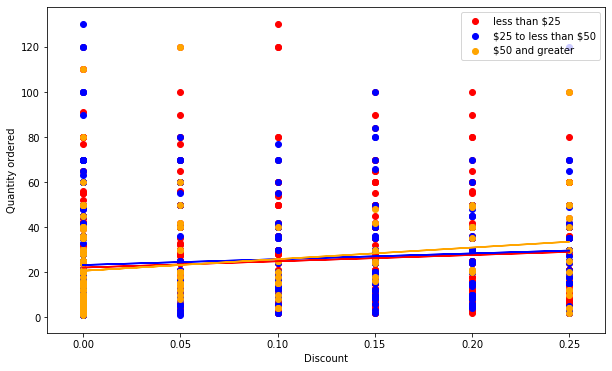 less than $25
$25 to less than $50
$50 and greater
120
100
80
60
40
20
0
Quantity ordered
0.00 0.05 0.10 0.15 0.20 0.25
Discount